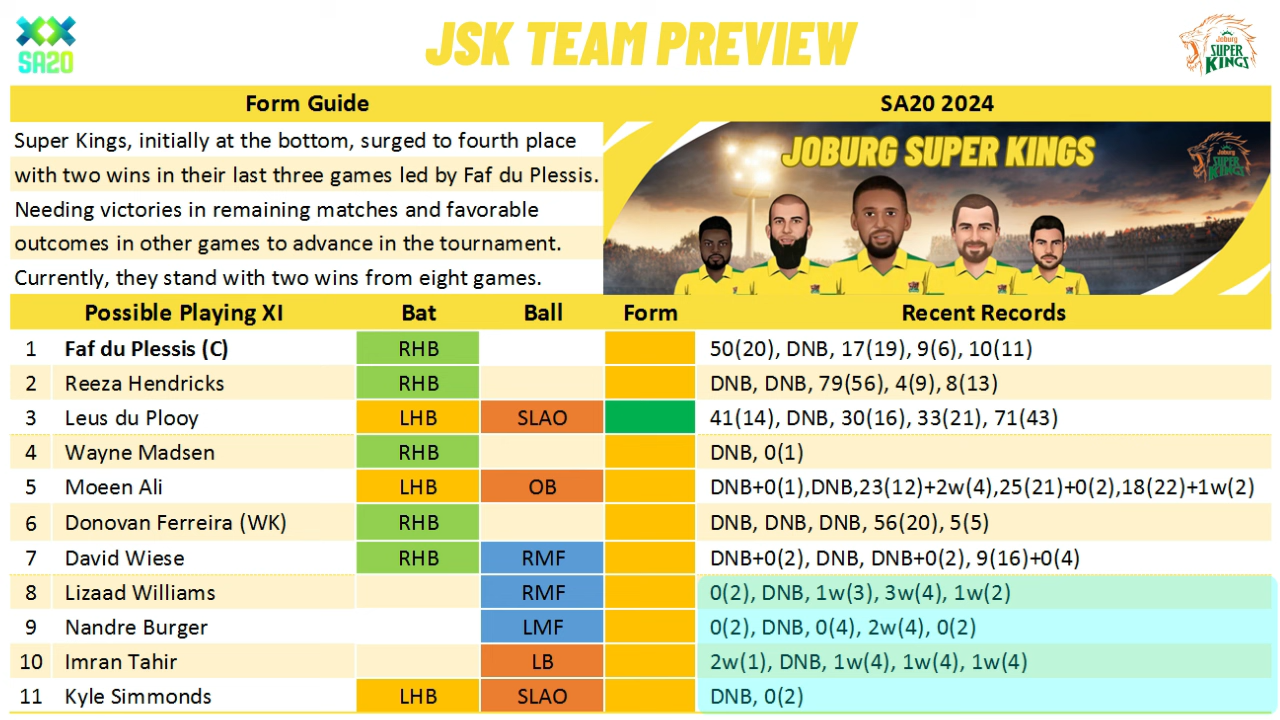 SA20
JSK TEAM PREVIEW
Joburg
SUPER
KINGS
Form Guide
SA20 2024
Super Kings, initially at the bottom, surged to fourth place
with two wins in their last three games led by Faf du Plessis.
Needing victories in remaining matches and favorable
outcomes in other games to advance in the tournament.
Currently, they stand with two wins from eight games.
JOBURG SUPER KINGS
Joburg
SUPER
KINGS
Possible Playing XI Bat Ball Form Recent Records
1 Faf du Plessis (C) RHB 50(20), DNB, 17(19), 9(6), 10(11)
2 Reeza Hendricks RHB DNB, DNB, 79(56), 4(9), 8(13)
3 Leus du Plooy LHB SLAO 41(14), DNB, 30(16), 33(21), 71(43)
4 Wayne Madsen RHB DNB, 0(1)
5 Moeen Ali LHB OB DNB+0(1),DNB,23(12)+2w(4),25(21)+0(2),18(22)+1w(2)
6 Donovan Ferreira (WK) RHB DNB, DNB, DNB, 56(20), 5(5)
7 David Wiese RHB RMF DNB+0(2), DNB, DNB+0(2), 9(16)+0(4)
8 Lizaad Williams RMF 0(2), DNB, 1w(3), 3w(4), 1w(2)
9 Nandre Burger LMF 0(2), DNB, 0(4), 2w(4), 0(2)
10 Imran Tahir LB 2w(1), DNB, 1w(4), 1w(4), 1w(4)
11 Kyle Simmonds LHB SLAO DNB, 0(2)